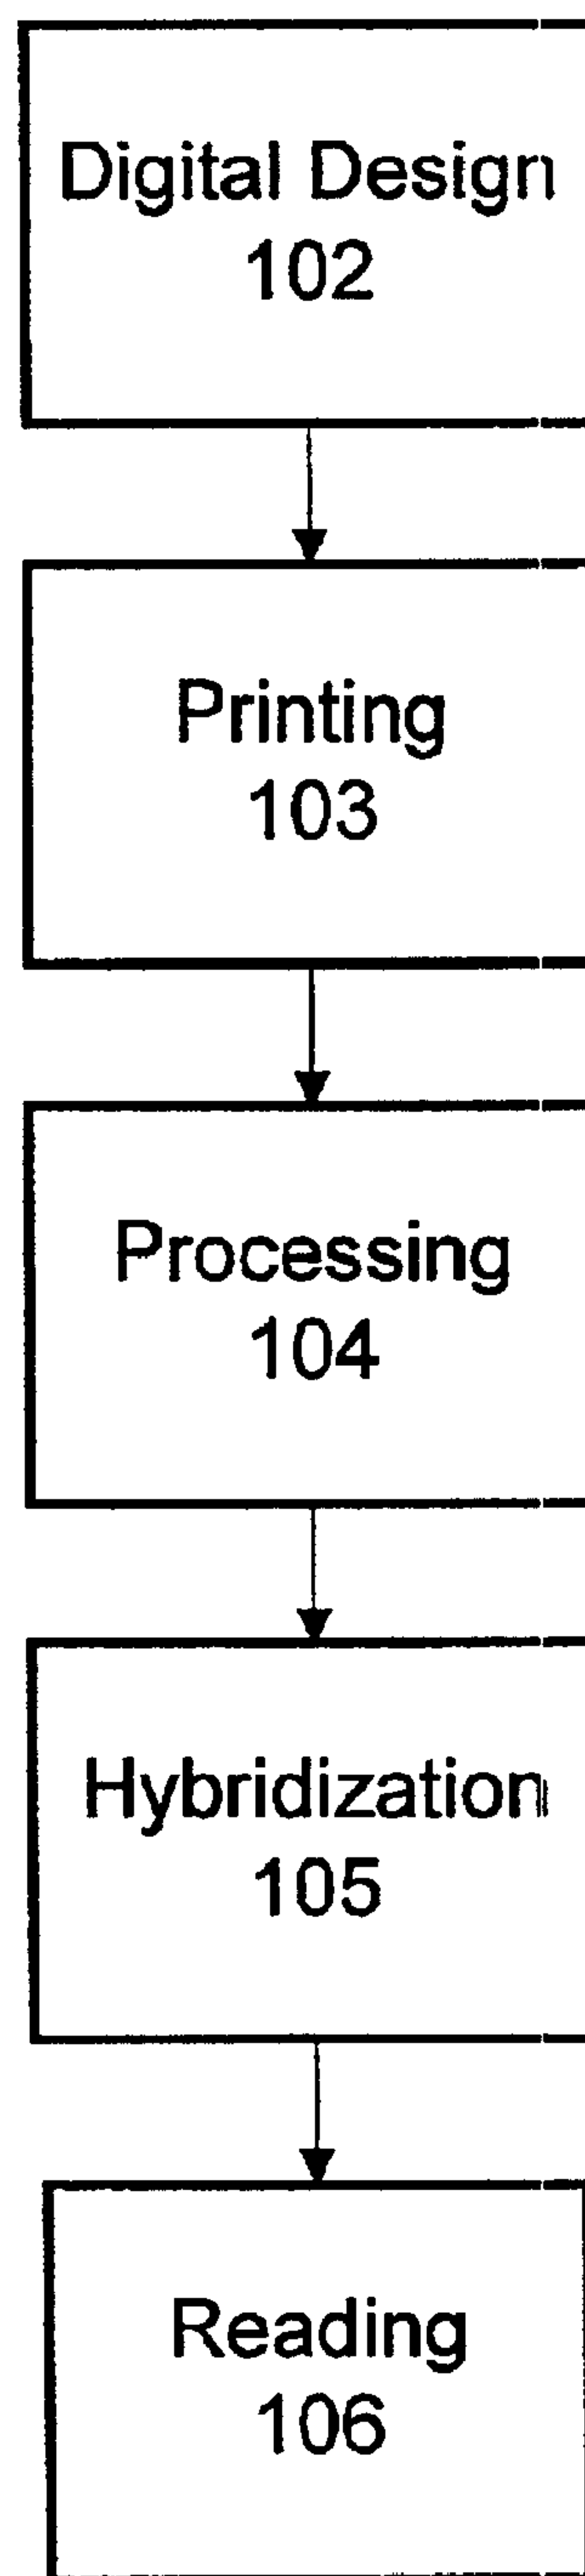 Digital Design
102
Printing
103
Processing
104
Hybridization
105
Reading
106